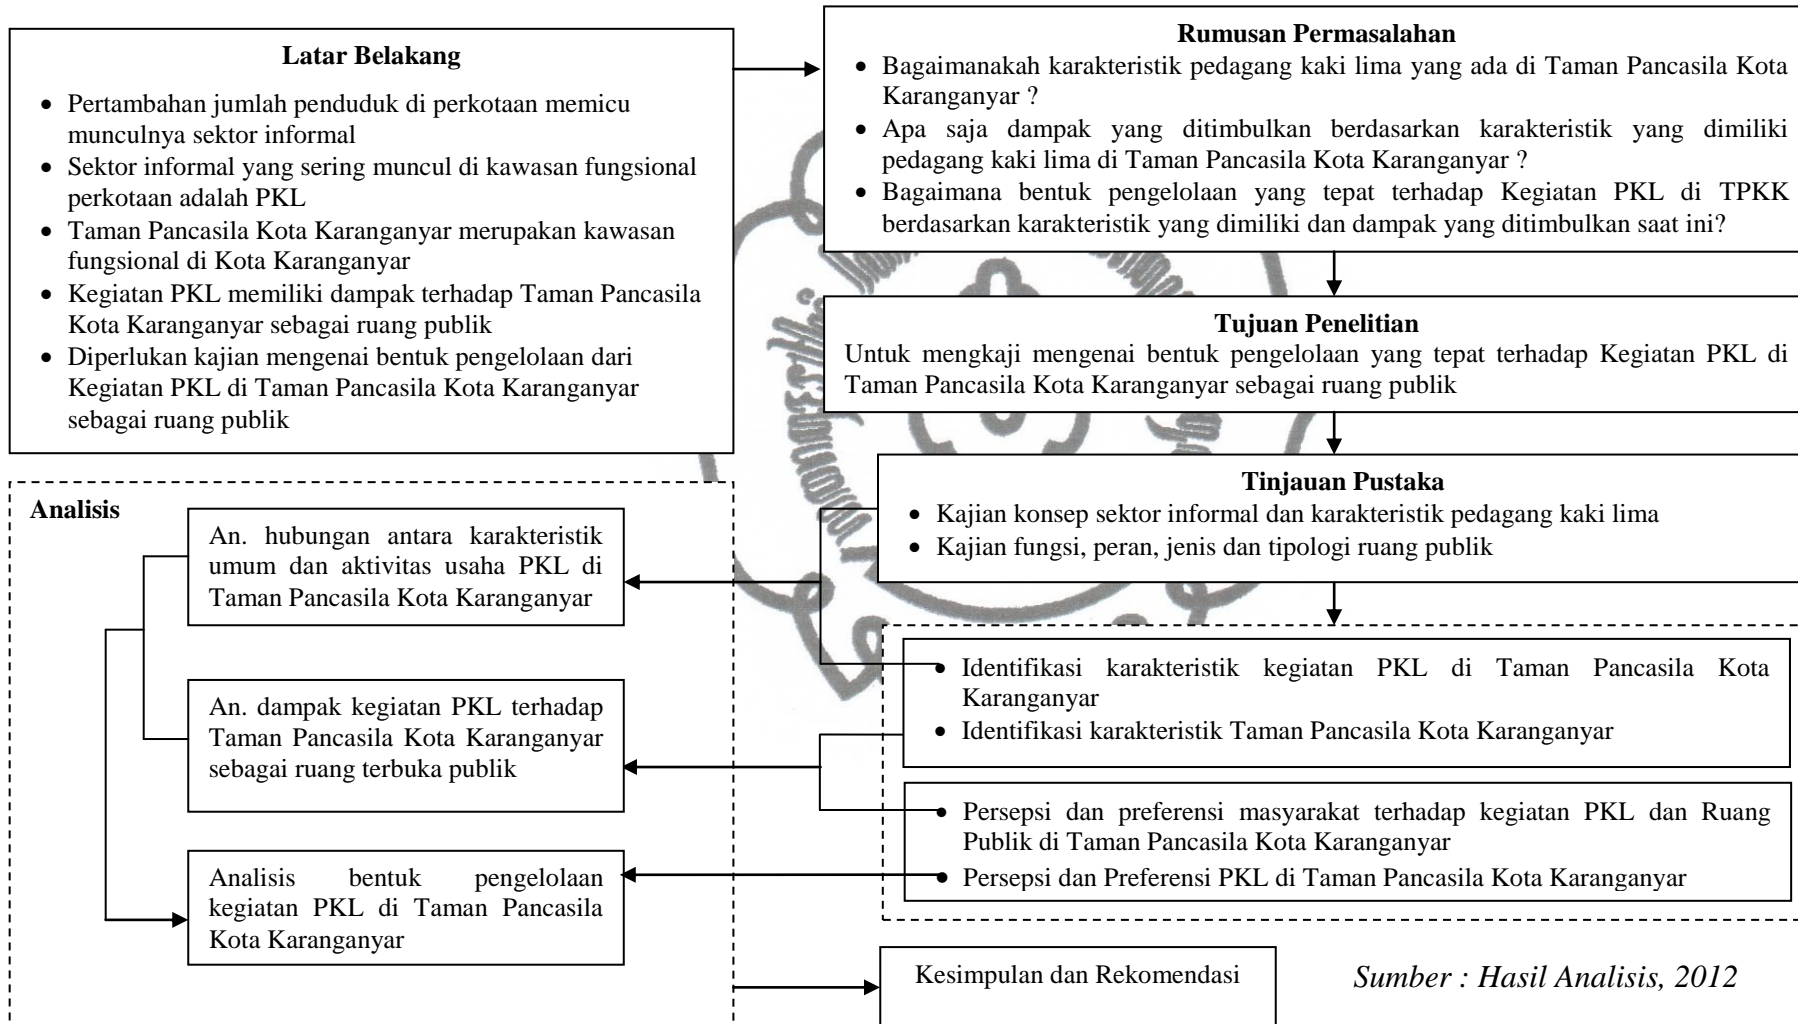 Latar Belakang
• Pertambahan jumlah penduduk di perkotaan memicu
munculnya sektor informal
• Sektor informal yang sering muncul di kawasan fungsional
perkotaan adalah PKL
• Taman Pancasila Kota Karanganyar merupakan kawasan
fungsional di Kota Karanganyar
• Kegiatan PKL memiliki dampak terhadap Taman Pancasila
Kota Karanganyar sebagai ruang publik
• Diperlukan kajian mengenai bentuk pengelolaan dari
Kegiatan PKL di Taman Pancasila Kota Karanganyar
sebagai ruang publik
Rumusan Permasalahan
• Bagaimanakah karakteristik pedagang kaki lima yang ada di Taman Pancasila Kota
Karanganyar ?
• Apa saja dampak yang ditimbulkan berdasarkan karakteristik yang dimiliki
pedagang kaki lima di Taman Pancasila Kota Karanganyar ?
• Bagaimana bentuk pengelolaan yang tepat terhadap Kegiatan PKL di TPKK
berdasarkan karakteristik yang dimiliki dan dampak yang ditimbulkan saat ini?
Tujuan Penelitian
Untuk mengkaji mengenai bentuk pengelolaan yang tepat terhadap Kegiatan PKL di
Taman Pancasila Kota Karanganyar sebagai ruang publik
Tinjauan Pustaka
• Kajian konsep sektor informal dan karakteristik pedagang kaki lima
• Kajian fungsi, peran, jenis dan tipologi ruang publik
• Identifikasi karakteristik kegiatan PKL di Taman Pancasila Kota
Karanganyar
• Identifikasi karakteristik Taman Pancasila Kota Karanganyar
• Persepsi dan preferensi masyarakat terhadap kegiatan PKL dan Ruang
Publik di Taman Pancasila Kota Karanganyar
• Persepsi dan Preferensi PKL di Taman Pancasila Kota Karanganyar
Analisis
An. hubungan antara karakteristik
umum dan aktivitas usaha PKL di
Taman Pancasila Kota Karanganyar
An. dampak kegiatan PKL terhadap
Taman Pancasila Kota Karanganyar
sebagai ruang terbuka publik
Analisis bentuk pengelolaan
kegiatan PKL di Taman Pancasila
Kota Karanganyar
Kesimpulan dan Rekomendasi
Sumber : Hasil Analisis, 2012